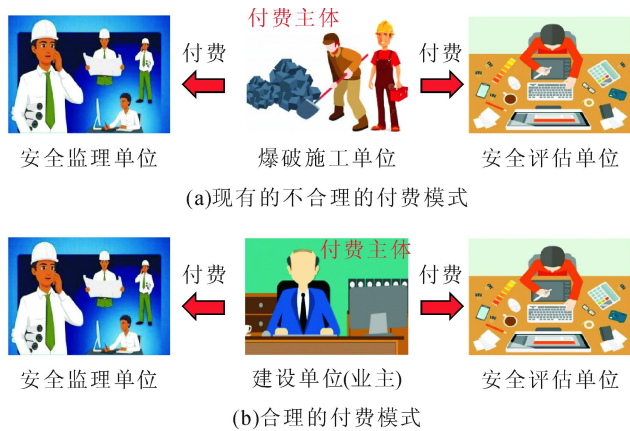 付费主体
付费 付费
安全监理单位 爆破施工单位 安全评估单位
(a)现有的不合理的付费模式
付费主体
付费 付费
安全监理单位 建设单位(业主) 安全评估单位
(b)合理的付费模式